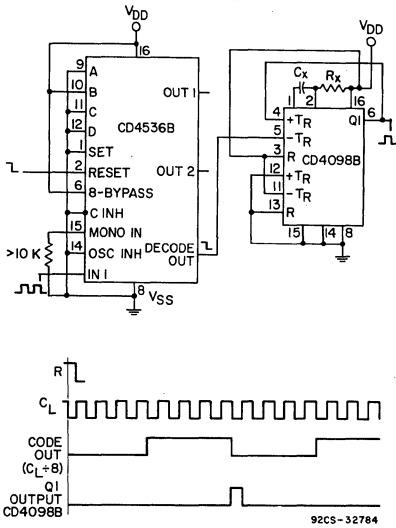 VDD
16
9 A
10 B
11 C
12 D
1 SET
2 RESET
6 8-BYPASS
C INH
15 MONO IN
14 OSC INH
IN 1
>10 K
OUT 1
CD4536B
OUT 2
DECODE
OUT
8 VSS
VDD
CX RX
1 2 16
4 +TR Q1 6
5 -TR
3 R CD4098B
12 +TR
11 -TR
13 R
15 14 8
R
CL
CODE
OUT
(CL÷8)
Q1
OUTPUT
CD4098B
92CS-32784